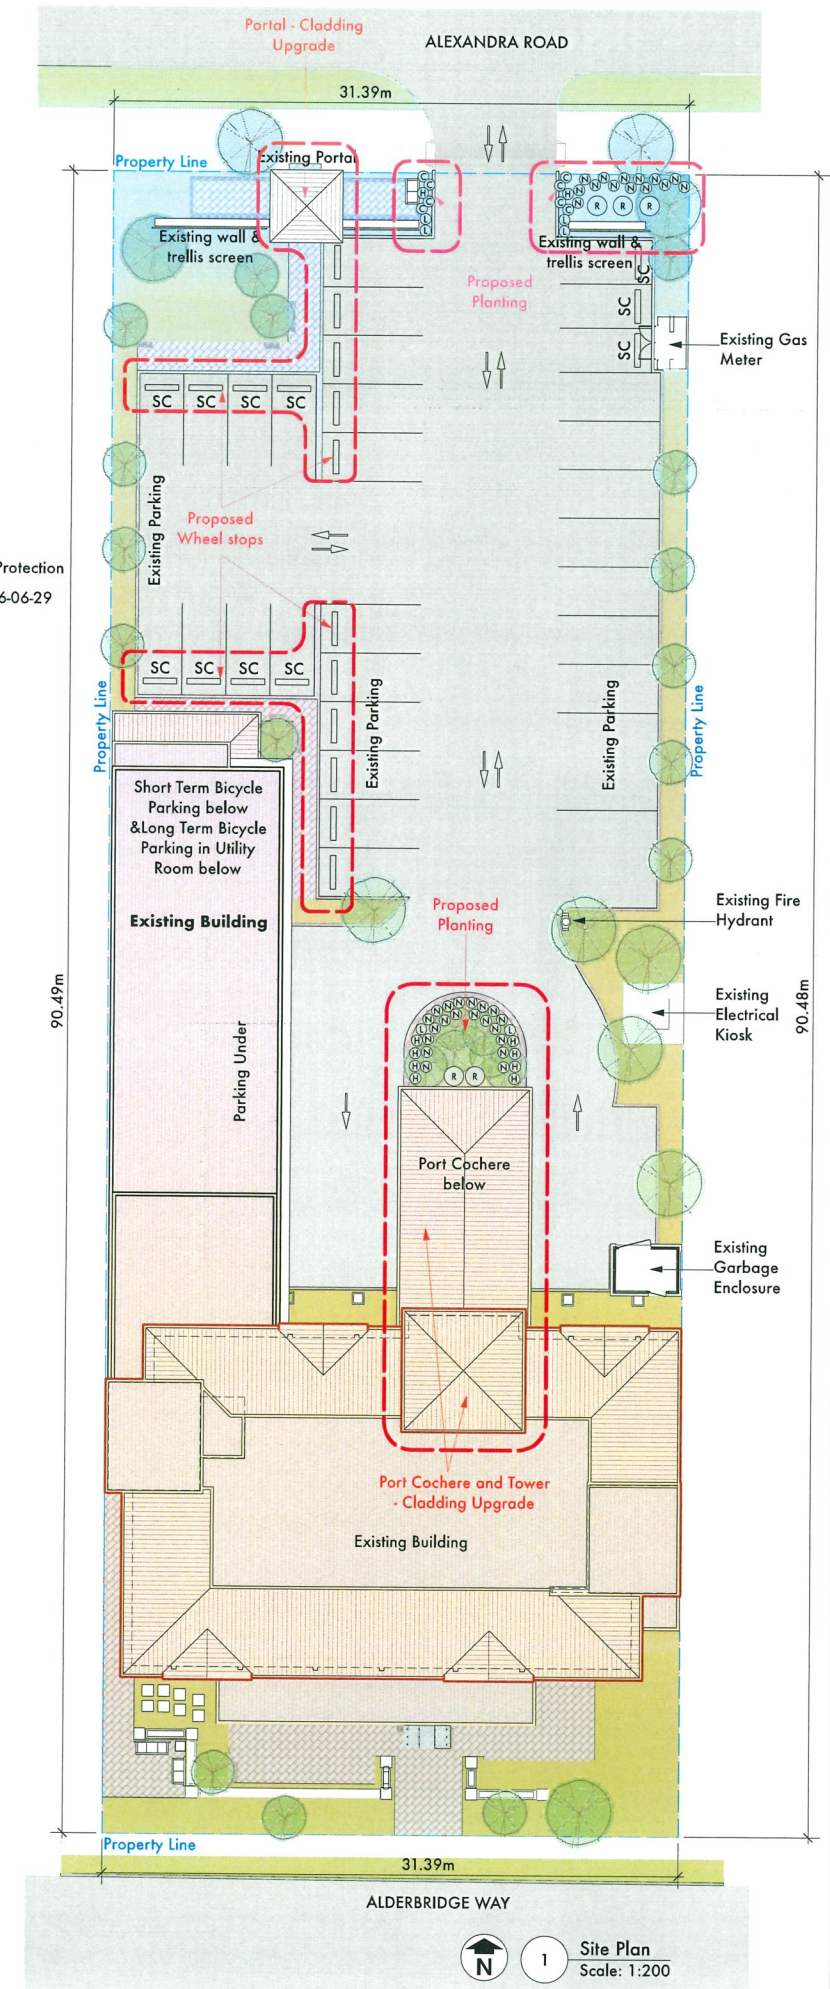 Portal - Cladding
Upgrade
ALEXANDRA ROAD
31.39m
Property Line
Existing Portal
Existing wall &
trellis screen
Existing wall &
trellis screen
Proposed
Planting
SC
SC
SC
Existing Gas
Meter
SC SC SC SC
Existing Parking
Proposed
Wheel stops
Protection
6-06-29
SC SC SC SC
Property Line
Existing Parking
Existing Parking
Property Line
Short Term Bicycle
Parking below
&Long Term Bicycle
Parking in Utility
Room below
Existing Building
Parking Under
Proposed
Planting
Existing Fire
Hydrant
Existing
Electrical
Kiosk
90.49m
90.48m
R R R
R R
Port Cochere
below
Existing
Garbage
Enclosure
Port Cochere and Tower
- Cladding Upgrade
Existing Building
Property Line
31.39m
ALDERBRIDGE WAY
N
1
Site Plan
Scale: 1:200